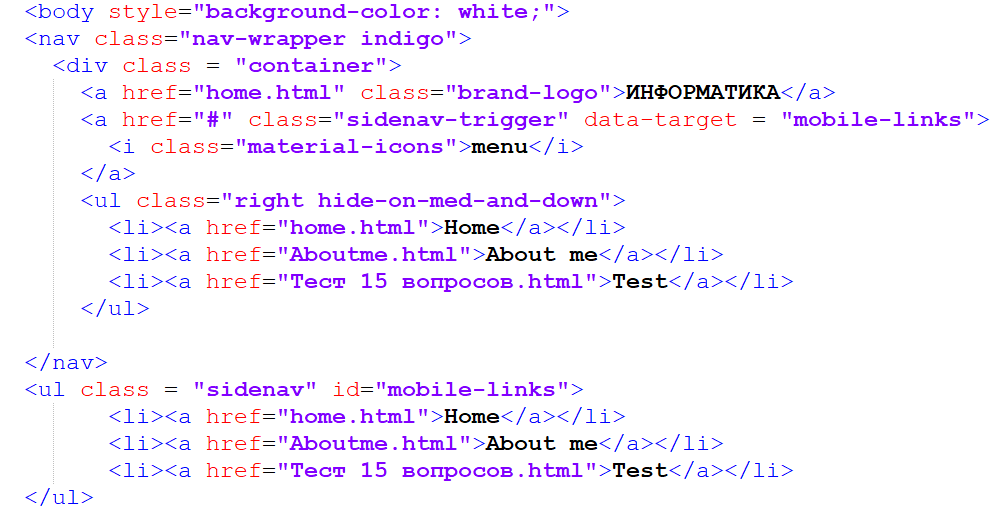 <body style="background-color: white;">
<nav class="nav-wrapper indigo">
<div class = "container">
<a href="home.html" class="brand-logo">ИНФОРМАТИКА</a>
<a href="#" class="sidenav-trigger" data-target = "mobile-links">
<i class="material-icons">menu</i>
</a>
<ul class="right hide-on-med-and-down">
<li><a href="home.html">Home</a></li>
<li><a href="Aboutme.html">About me</a></li>
<li><a href="Тест 15 вопросов.html">Test</a></li>
</ul>
</nav>
<ul class = "sidenav" id="mobile-links">
<li><a href="home.html">Home</a></li>
<li><a href="Aboutme.html">About me</a></li>
<li><a href="Тест 15 вопросов.html">Test</a></li>
</ul>